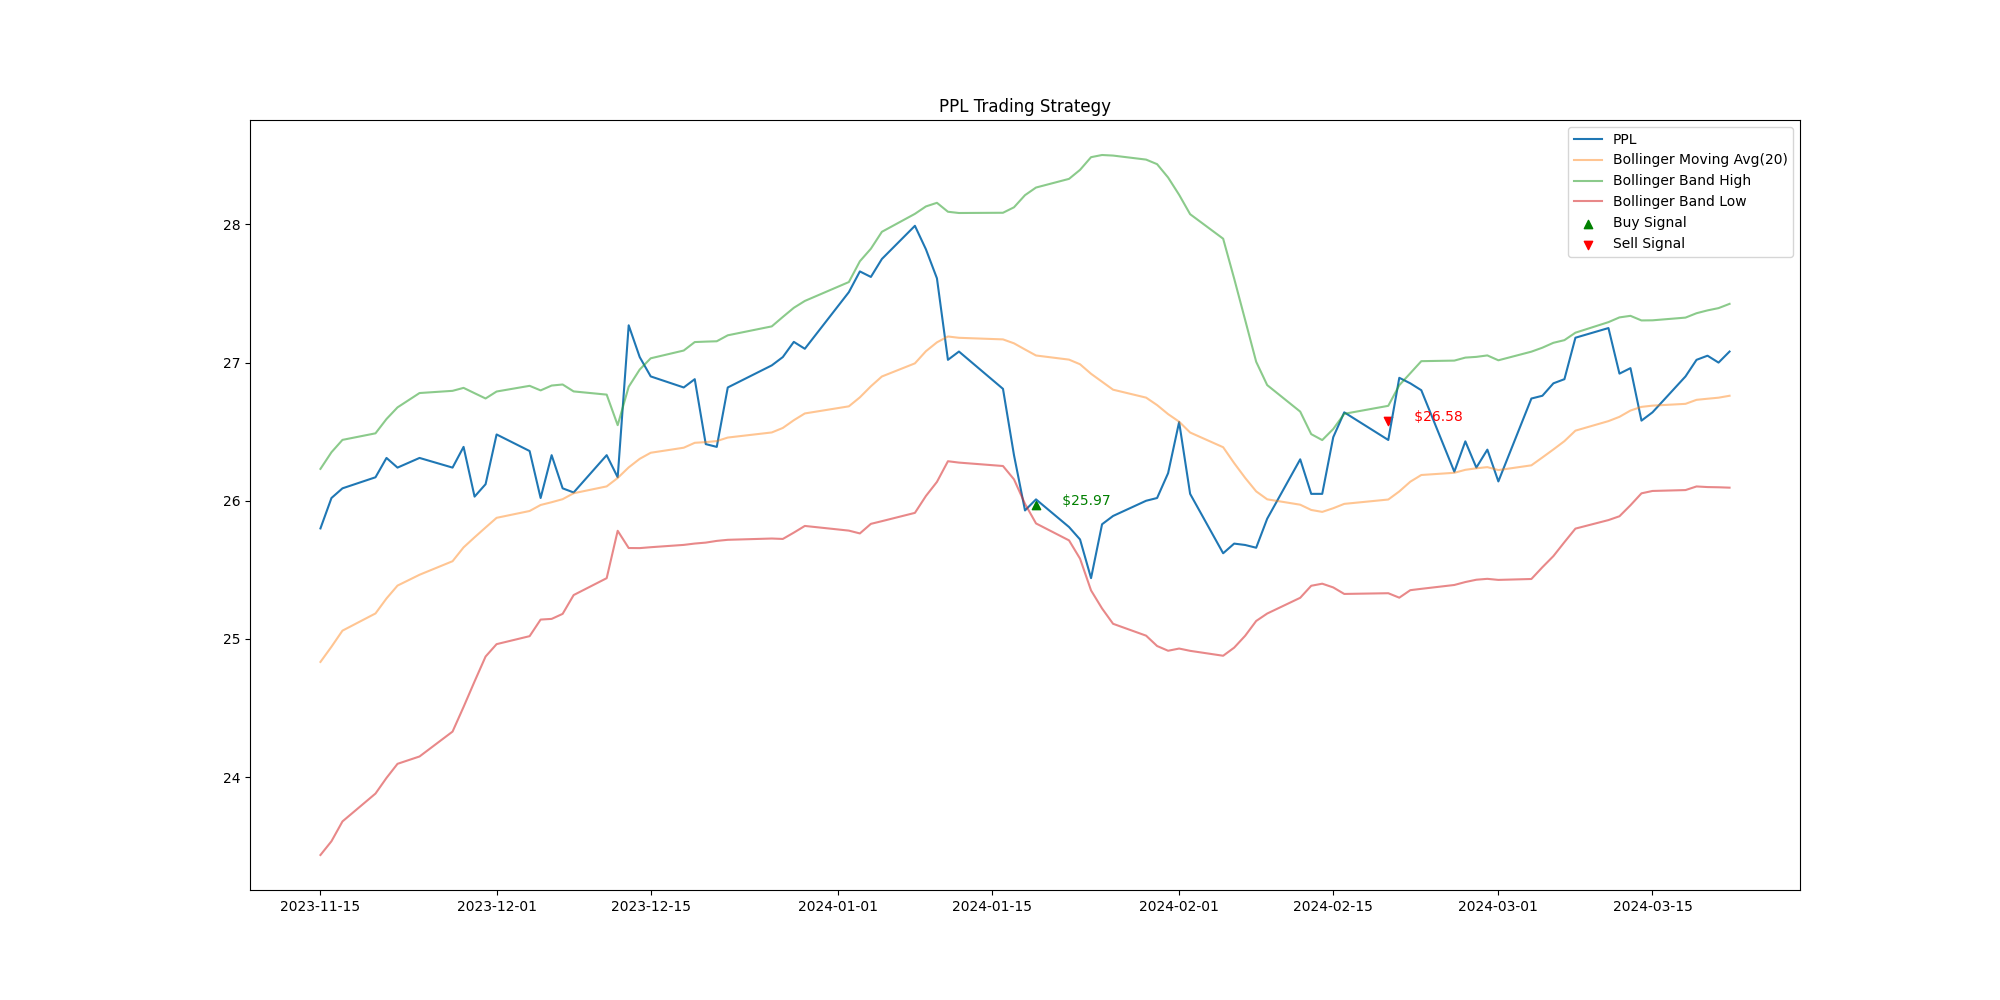 PPL Trading Strategy
PPL
Bollinger Moving Avg(20)
Bollinger Band High
Bollinger Band Low
Buy Signal
Sell Signal
28
27
26
25
24
$26.58
$25.97
2023-11-15
2023-12-01
2023-12-15
2024-01-01
2024-01-15
2024-02-01
2024-02-15
2024-03-01
2024-03-15